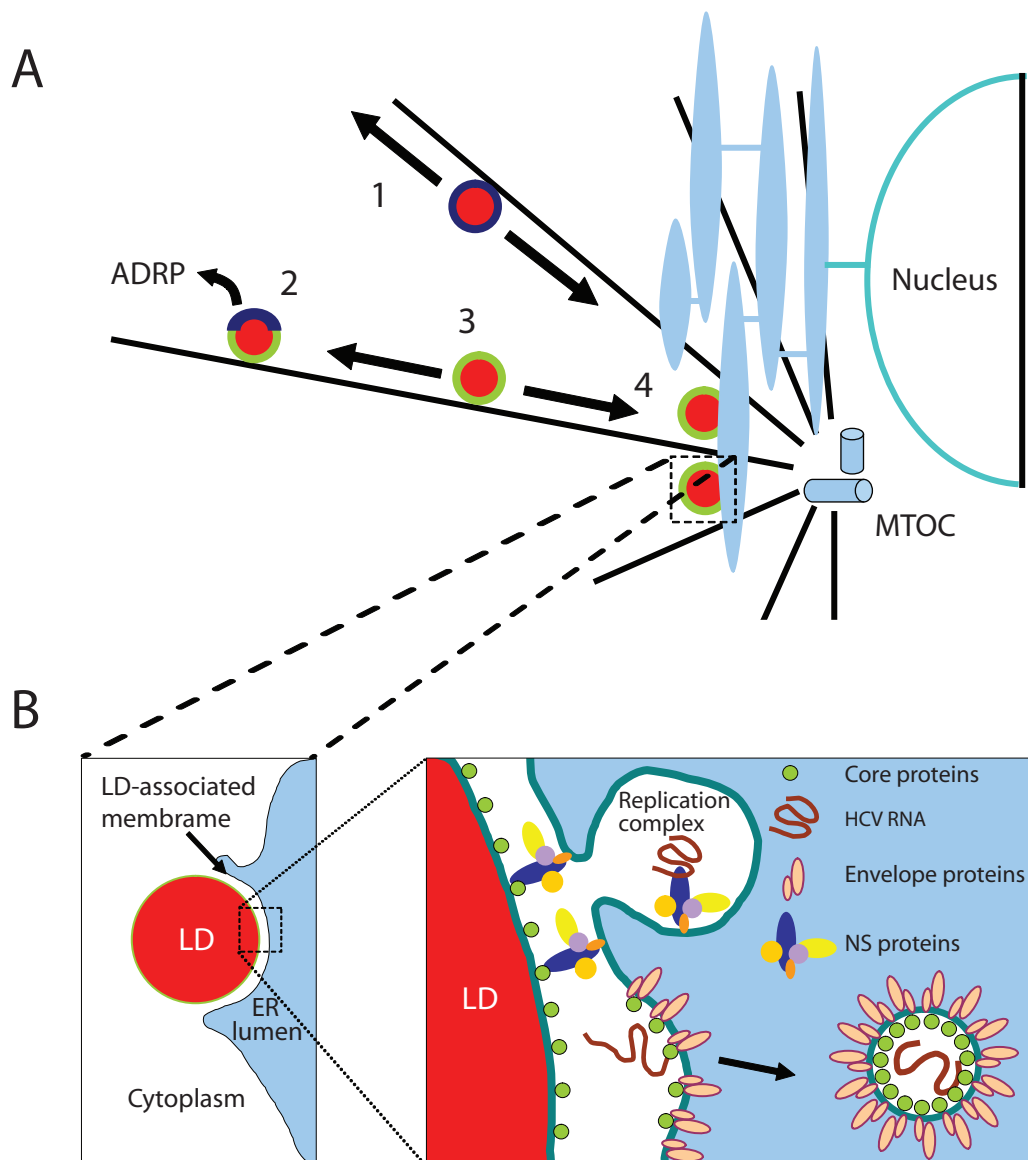 A
1
ADRP
2
3
4
Nucleus
MTOC
B
LD-associated
membrame
LD
ER
lumen
Cytoplasm
LD
Replication
complex
Core proteins
HCV RNA
Envelope proteins
NS proteins